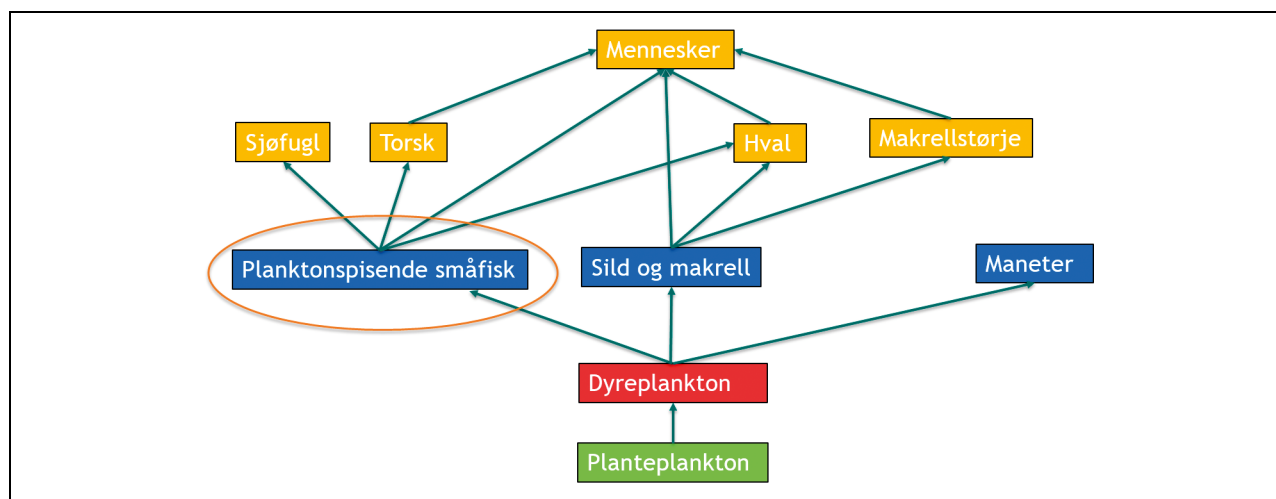 Mennesker
Sjøfugl
Torsk
Hval
Makrellstørje
Planktonspisende småfisk
Sild og makrell
Maneter
Dyreplankton
Planteplankton